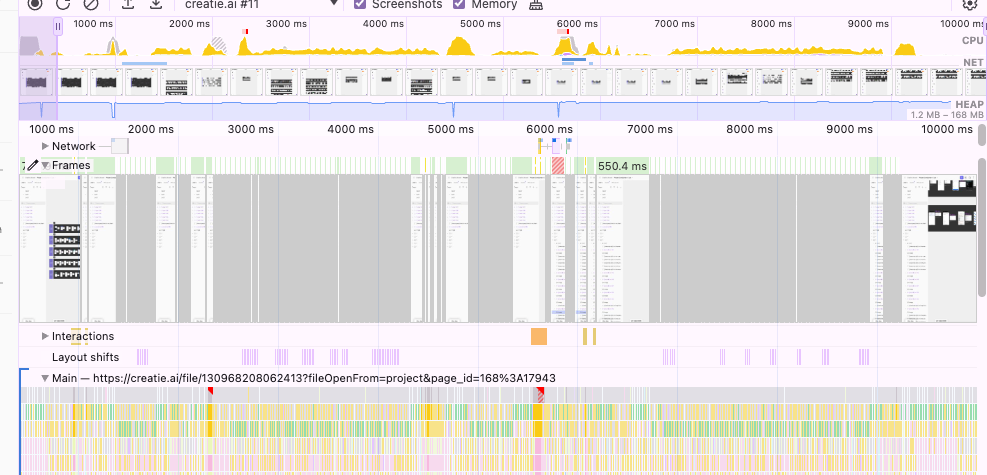 creatie.ai #11 Screenshots Memory
1000 ms 2000 ms 3000 ms 4000 ms 5000 ms 6000 ms 7000 ms 8000 ms 9000 ms 10000 ms
CPU
NET
HEAP
1.2 MB – 168 MB
1000 ms 2000 ms 3000 ms 4000 ms 5000 ms 6000 ms 7000 ms 8000 ms 9000 ms 10000 ms
Network
Frames 550.4 ms
Interactions
Layout shifts
Main — https://creatie.ai/file/130968208062413?fileOpenFrom=project&page_id=168%3A17943